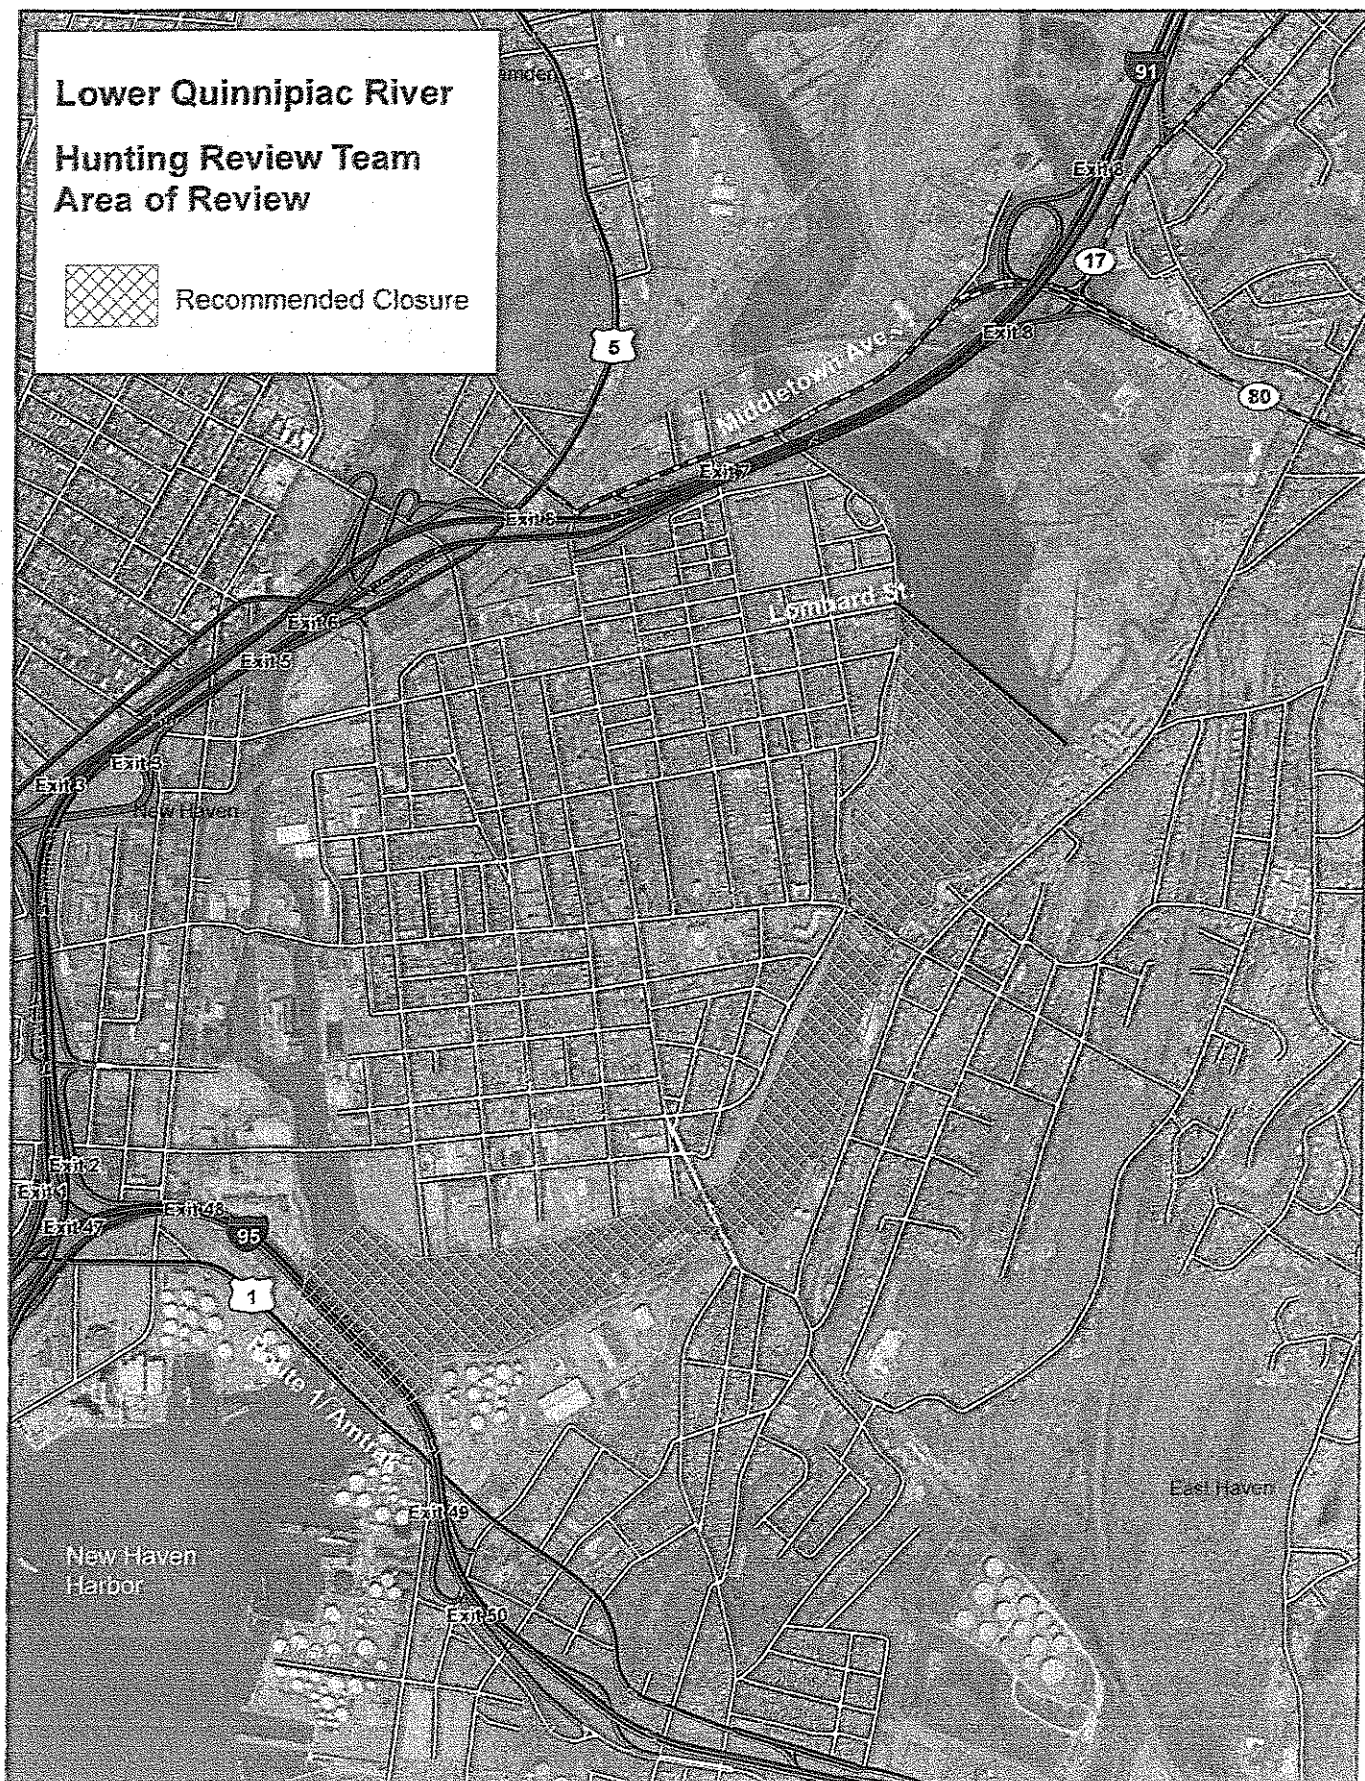 Lower Quinnipiac River
Hunting Review Team
Area of Review
Recommended Closure
amden
91
Exit 8
17
Exit 8
5
Middletown Ave
80
Exit 7
Exit 6
Lombard St
Exit 6
Exit 5
Exit 3
Exit 3
New Haven
Exit 2
Exit 1
Exit 48
Exit 47
95
1
Route 1/ Amtrak
Exit 49
East Haven
New Haven
Harbor
Exit 50